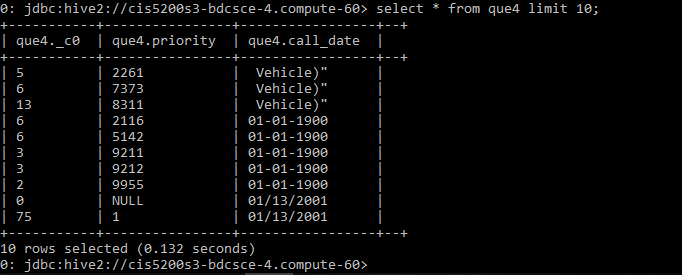 0: jdbc:hive2://cis5200s3-bdcsce-4.compute-60> select * from que4 limit 10;
+-----------+----------------+-----------------+--+
| que4._c0 | que4.priority | que4.call_date |
+-----------+----------------+-----------------+--+
| 5 | 2261 | Vehicle)" |
| 6 | 7373 | Vehicle)" |
| 13 | 8311 | Vehicle)" |
| 6 | 2116 | 01-01-1900 |
| 6 | 5142 | 01-01-1900 |
| 3 | 9211 | 01-01-1900 |
| 3 | 9212 | 01-01-1900 |
| 2 | 9955 | 01-01-1900 |
| 0 | NULL | 01/13/2001 |
| 75 | 1 | 01/13/2001 |
+-----------+----------------+-----------------+--+
10 rows selected (0.132 seconds)
0: jdbc:hive2://cis5200s3-bdcsce-4.compute-60>